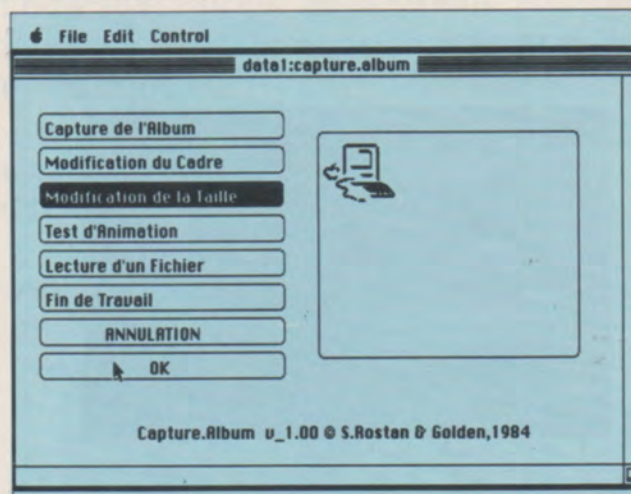 File Edit Control
data1:capture.album
Capture de l'Album
Modification du Cadre
Modification de la Taille
Test d'Animation
Lecture d'un Fichier
Fin de Travail
ANNULATION
OK
Capture.Album v_1.00 © S.Rostan & Golden,1984